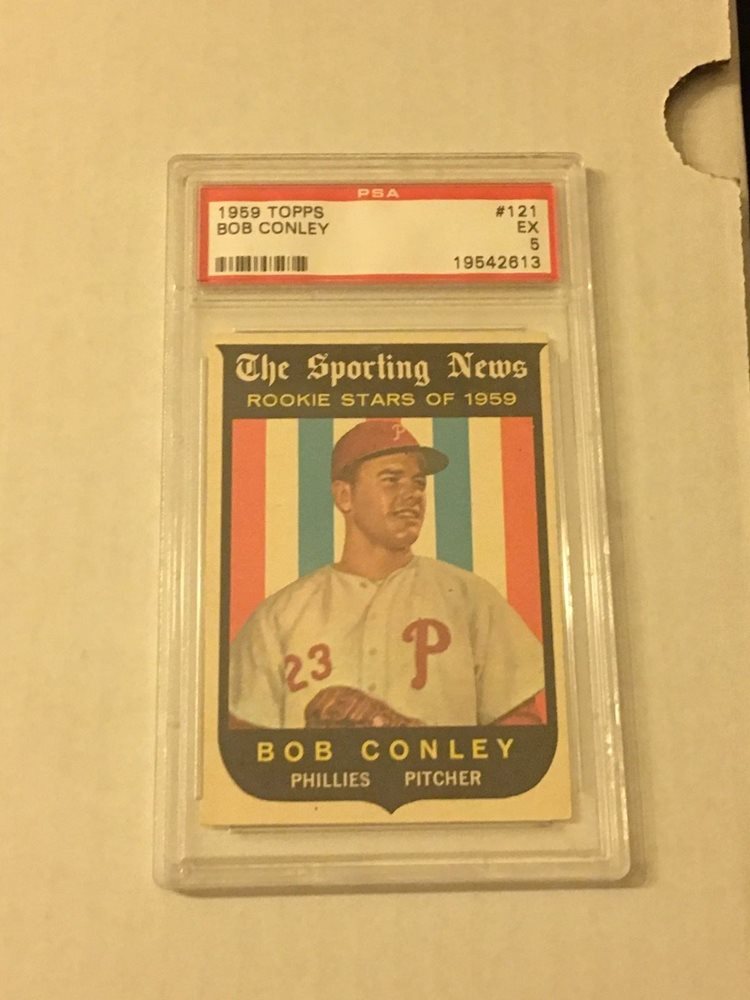 PSA
1959 TOPPS #121
BOB CONLEY EX
5
19542613
The Sporting News
ROOKIE STARS OF 1959
P
23 P
BOB CONLEY
PHILLIES PITCHER